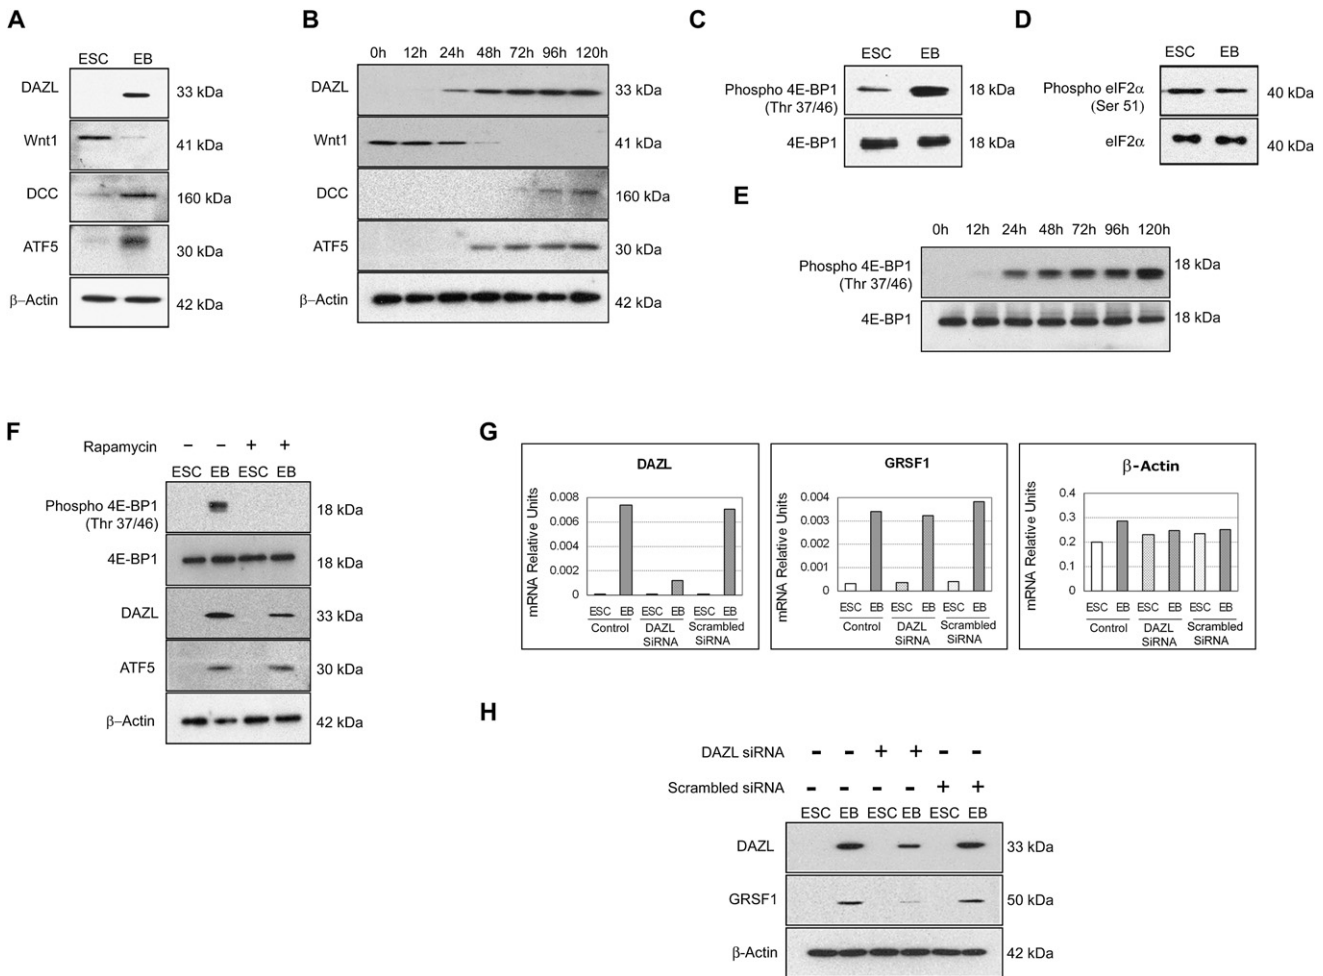 A
ESC EB
DAZL 33 kDa
Wnt1 41 kDa
DCC 160 kDa
ATF5 30 kDa
β–Actin 42 kDa
B
0h 12h 24h 48h 72h 96h 120h
DAZL 33 kDa
Wnt1 41 kDa
DCC 160 kDa
ATF5 30 kDa
β–Actin 42 kDa
C
ESC EB
Phospho 4E-BP1 18 kDa
(Thr 37/46)
4E-BP1 18 kDa
D
ESC EB
Phospho eIF2α 40 kDa
(Ser 51)
eIF2α 40 kDa
E
0h 12h 24h 48h 72h 96h 120h
Phospho 4E-BP1 18 kDa
(Thr 37/46)
4E-BP1 18 kDa
F
Rapamycin – – + +
ESC EB ESC EB
Phospho 4E-BP1 18 kDa
(Thr 37/46)
4E-BP1 18 kDa
DAZL 33 kDa
ATF5 30 kDa
β–Actin 42 kDa
G
DAZL
mRNA Relative Units
0.008
0.006
0.004
0.002
0
ESC EB ESC EB ESC EB
Control DAZL Scrambled
SiRNA SiRNA
GRSF1
mRNA Relative Units
0.004
0.003
0.002
0.001
0
ESC EB ESC EB ESC EB
Control DAZL Scrambled
SiRNA SiRNA
β-Actin
mRNA Relative Units
0.4
0.3
0.2
0.1
0
ESC EB ESC EB ESC EB
Control DAZL Scrambled
SiRNA SiRNA
H
DAZL siRNA - - + + - -
Scrambled siRNA - - - - + +
ESC EB ESC EB ESC EB
DAZL 33 kDa
GRSF1 50 kDa
β-Actin 42 kDa